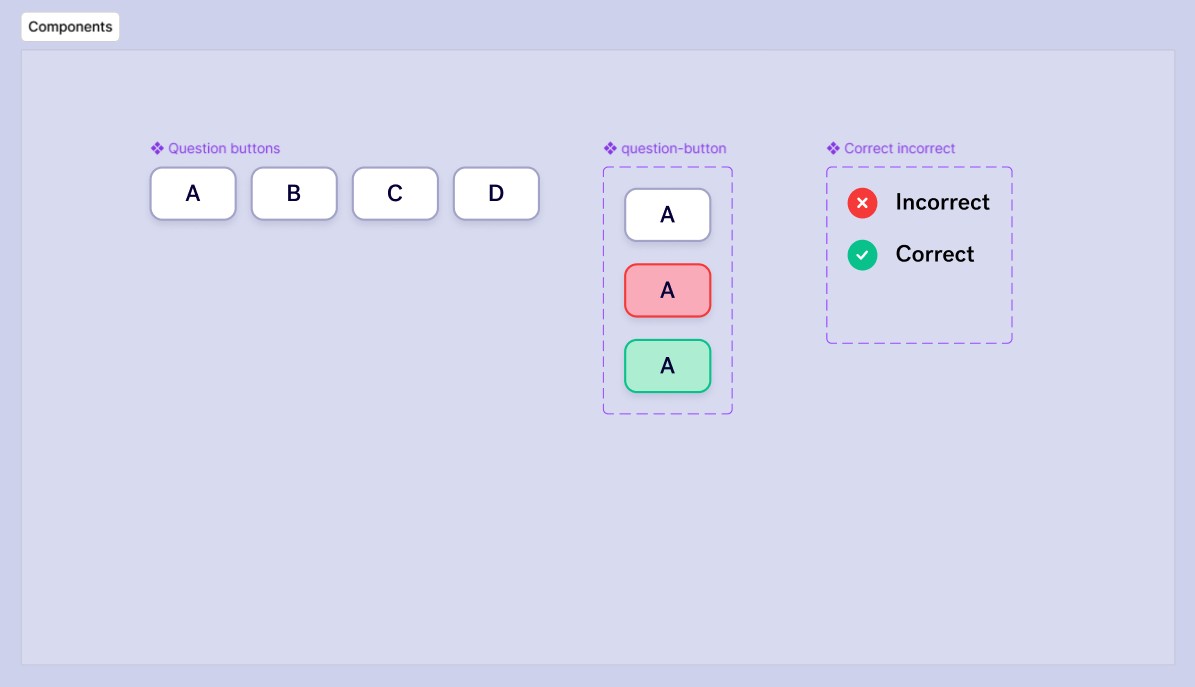 Components
Question buttons
A B C D
question-button
A
A
A
Correct incorrect
Incorrect
Correct